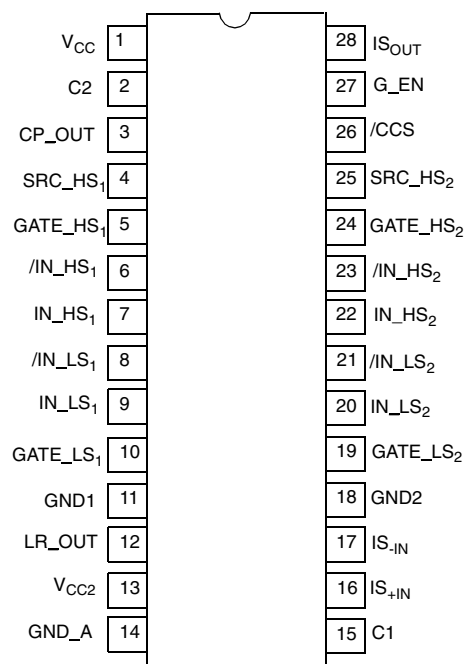 VCC 1 28 ISOUT
C2 2 27 G_EN
CP_OUT 3 26 /CCS
SRC_HS1 4 25 SRC_HS2
GATE_HS1 5 24 GATE_HS2
/IN_HS1 6 23 /IN_HS2
IN_HS1 7 22 IN_HS2
/IN_LS1 8 21 /IN_LS2
IN_LS1 9 20 IN_LS2
GATE_LS1 10 19 GATE_LS2
GND1 11 18 GND2
LR_OUT 12 17 IS-IN
VCC2 13 16 IS+IN
GND_A 14 15 C1